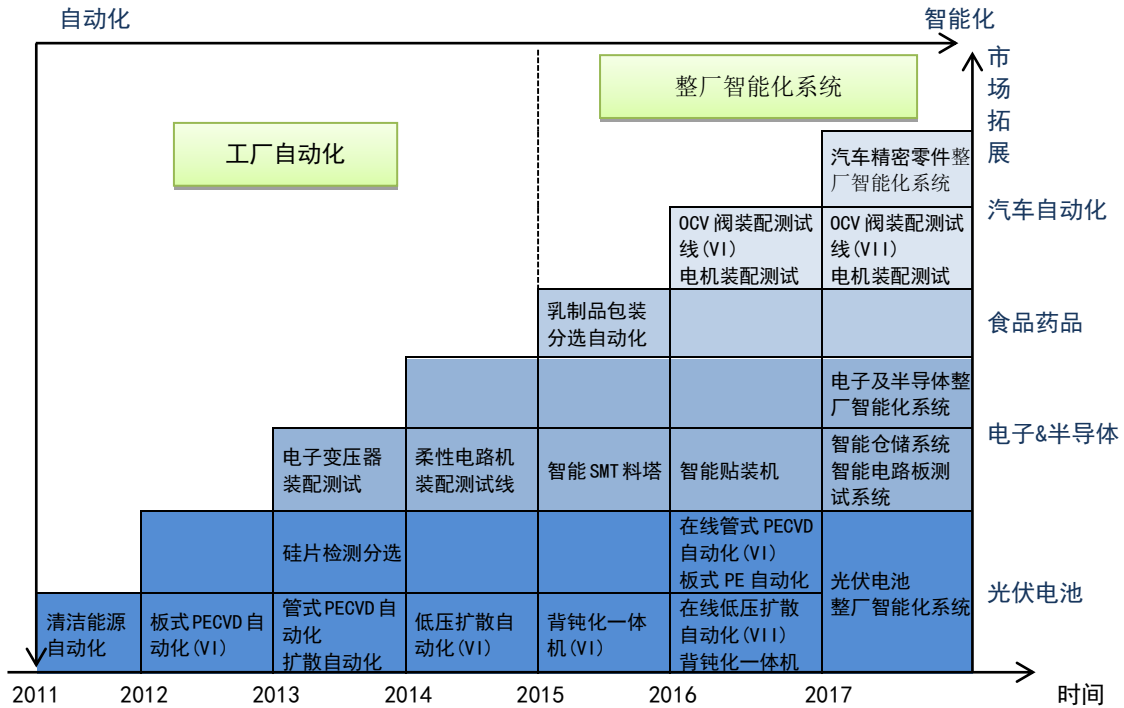 自动化
智能化
市
场
拓
展
整厂智能化系统
工厂自动化
汽车精密零件整
厂智能化系统
汽车自动化
OCV 阀装配测试
线(VI)
电机装配测试
OCV 阀装配测试
线(VII)
电机装配测试
乳制品包装
分选自动化
食品药品
电子及半导体整
厂智能化系统
电子&半导体
电子变压器
装配测试
柔性电路机
装配测试线
智能 SMT 料塔
智能贴装机
智能仓储系统
智能电路板测
试系统
硅片检测分选
在线管式 PECVD
自动化(VI)
板式 PE 自动化
光伏电池
整厂智能化系统
光伏电池
清洁能源
自动化
板式 PECVD 自
动化(VI)
管式 PECVD 自
动化
扩散自动化
低压扩散自
动化(VI)
背钝化一体
机(VI)
在线低压扩散
自动化(VII)
背钝化一体机
2011
2012
2013
2014
2015
2016
2017
时间